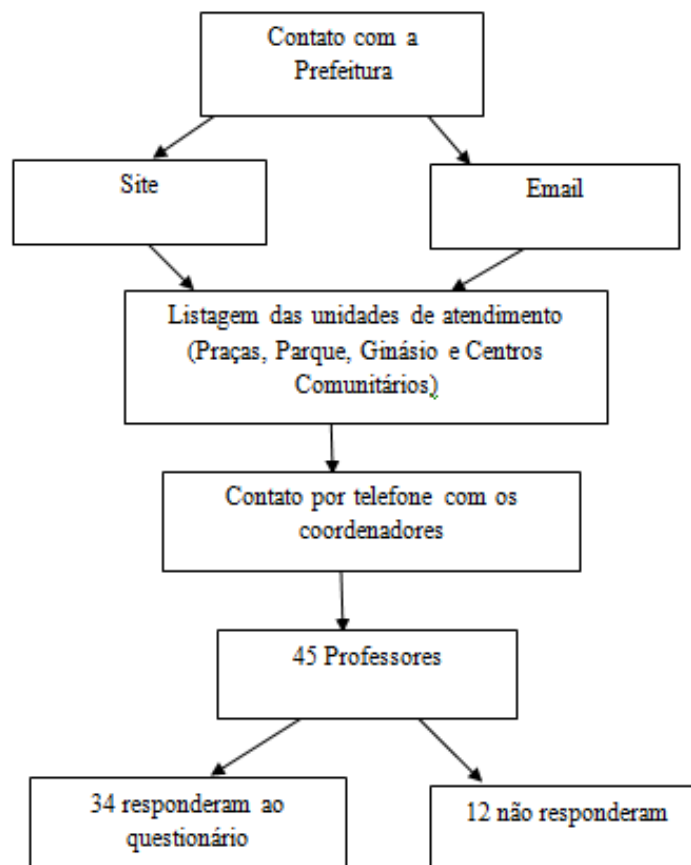 Contato com a
Prefeitura
Site
Email
Listagem das unidades de atendimento
(Praças, Parque, Ginásio e Centros
Comunitários)
Contato por telefone com os
coordenadores
45 Professores
34 responderam ao
questionário
12 não responderam